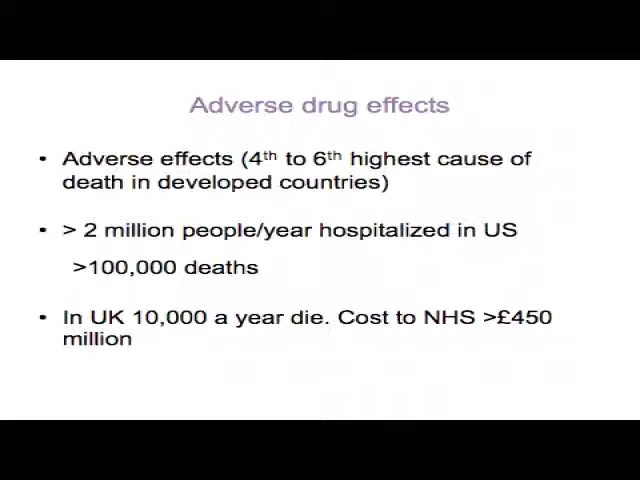 Adverse drug effects
• Adverse effects (4th to 6th highest cause of
death in developed countries)
• > 2 million people/year hospitalized in US
>100,000 deaths
• In UK 10,000 a year die. Cost to NHS >£450
million